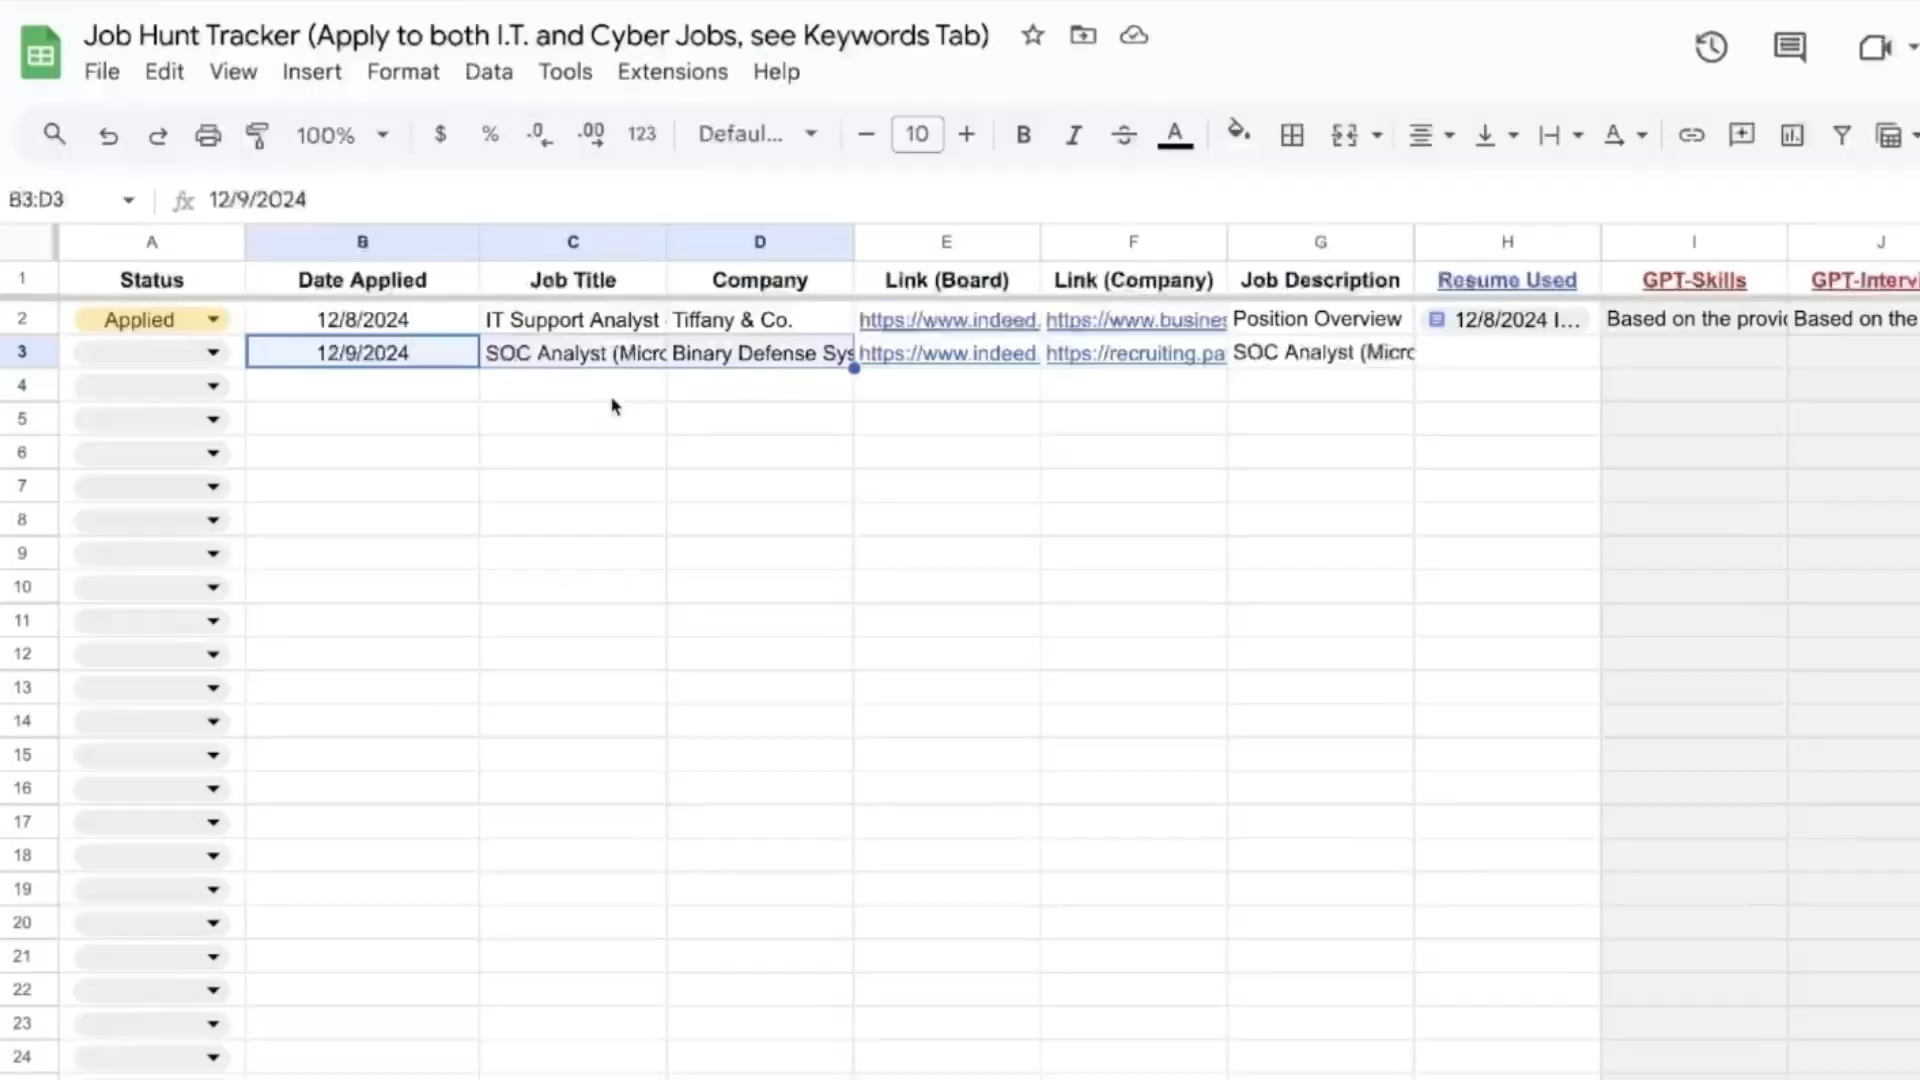 Job Hunt Tracker (Apply to both I.T. and Cyber Jobs, see Keywords Tab)
File Edit View Insert Format Data Tools Extensions Help
100% $ % .0 .00 123 Defaul... − 10 + B I S A
B3:D3 fx 12/9/2024
A B C D E F G H I J
1 Status Date Applied Job Title Company Link (Board) Link (Company) Job Description Resume Used GPT-Skills GPT-Intervi
2 Applied 12/8/2024 IT Support Analyst Tiffany & Co. https://www.indeed. https://www.busines Position Overview 12/8/2024 I... Based on the provid Based on the
3 12/9/2024 SOC Analyst (Micro Binary Defense Sys https://www.indeed https://recruiting.pa SOC Analyst (Micro
4
5
6
7
8
9
10
11
12
13
14
15
16
17
18
19
20
21
22
23
24